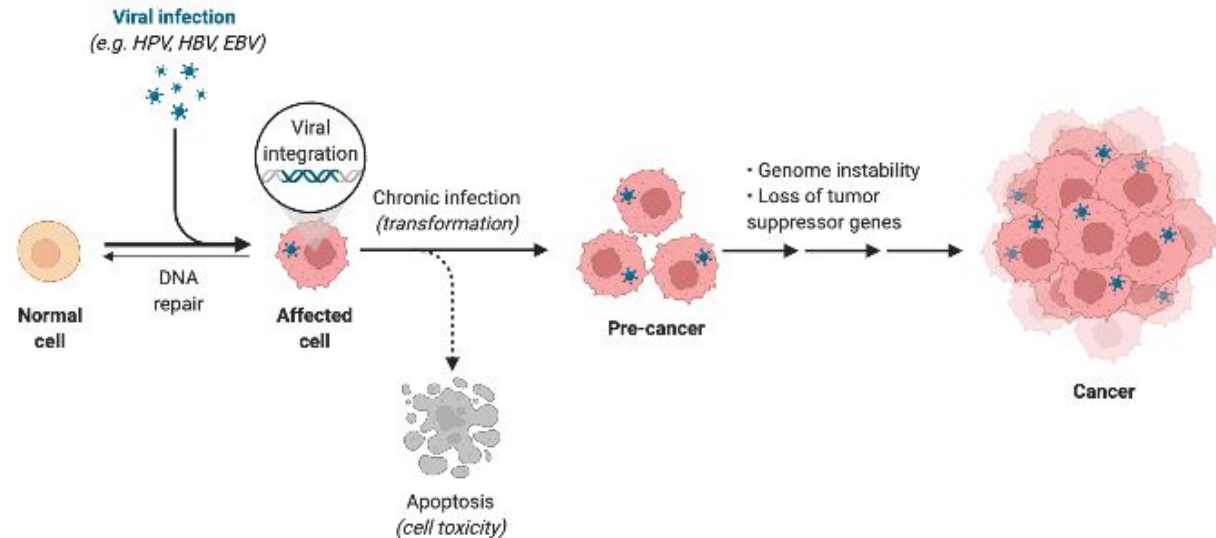 Viral infection
(e.g. HPV, HBV, EBV)
Viral
integration
Chronic infection
(transformation)
• Genome instability
• Loss of tumor
suppressor genes
DNA
repair
Normal
cell
Affected
cell
Pre-cancer
Cancer
Apoptosis
(cell toxicity)